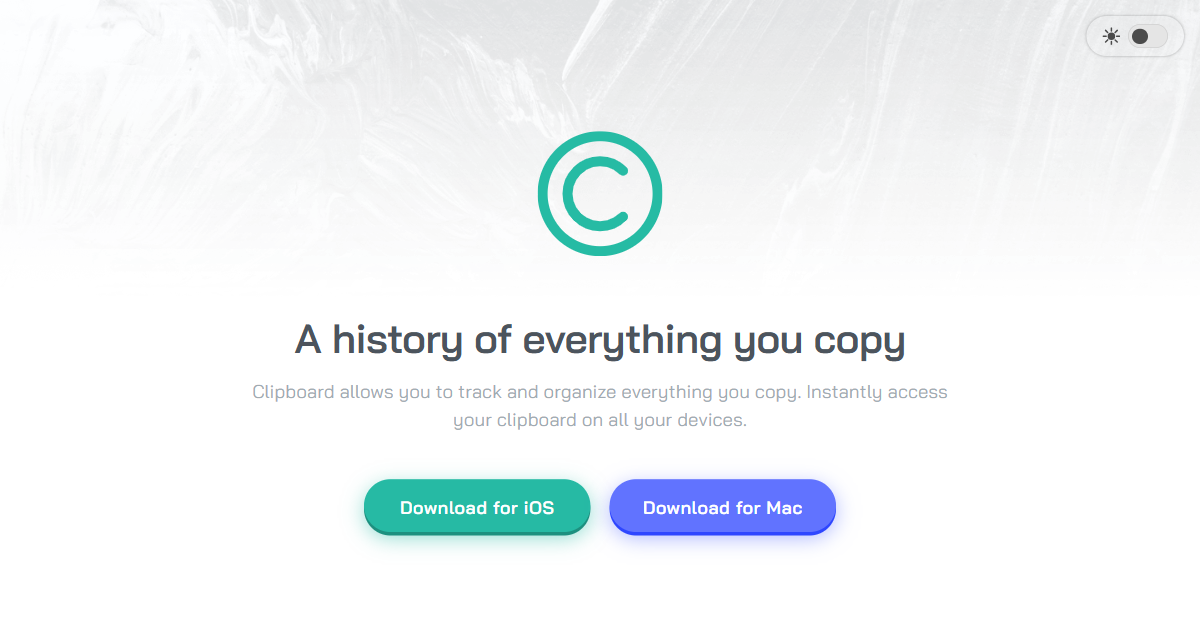 C
A history of everything you copy
Clipboard allows you to track and organize everything you copy. Instantly access
your clipboard on all your devices.
Download for iOS
Download for Mac